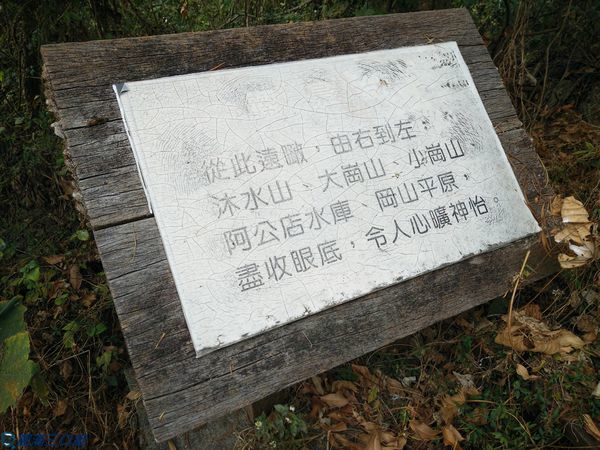 從此遠瞰，由右到左，
沐水山、大崗山、小崗山
阿公店水庫、岡山平原，
盡收眼底，令人心曠神怡。